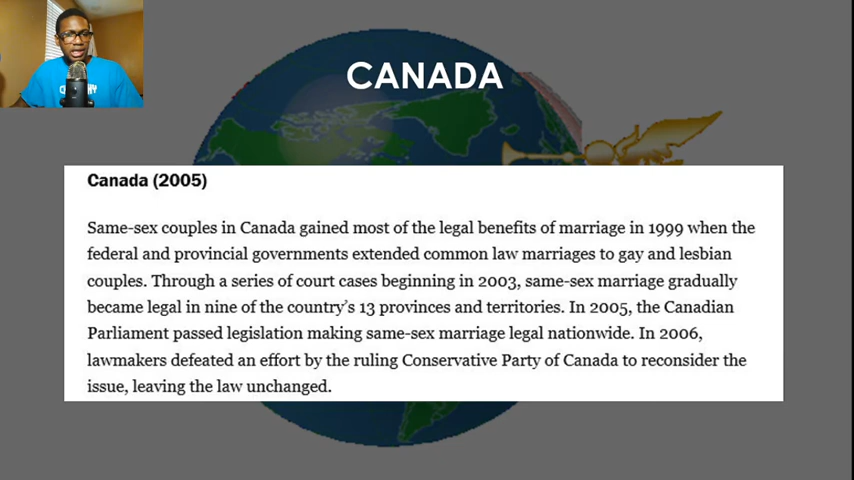 CANADA
Canada (2005)
Same-sex couples in Canada gained most of the legal benefits of marriage in 1999 when the
federal and provincial governments extended common law marriages to gay and lesbian
couples. Through a series of court cases beginning in 2003, same-sex marriage gradually
became legal in nine of the country's 13 provinces and territories. In 2005, the Canadian
Parliament passed legislation making same-sex marriage legal nationwide. In 2006,
lawmakers defeated an effort by the ruling Conservative Party of Canada to reconsider the
issue, leaving the law unchanged.